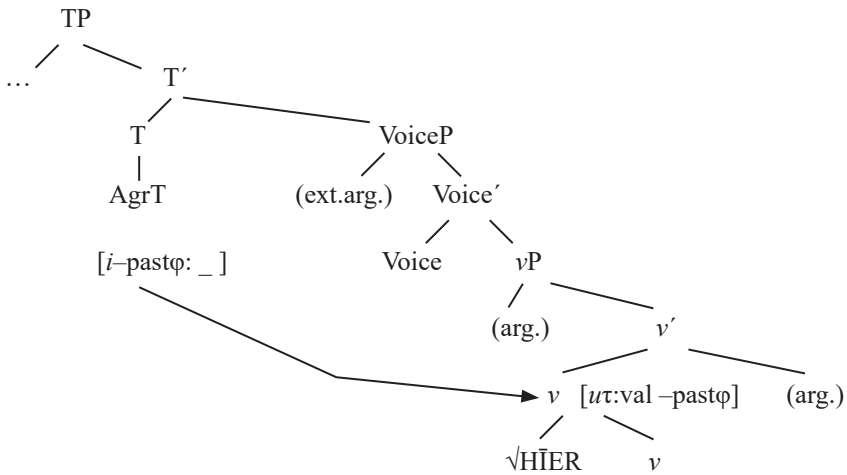 TP
… T´
T VoiceP
AgrT (ext.arg.) Voice´
[i–pastφ: _ ] Voice vP
(arg.) v´
v [uτ:val –pastφ] (arg.)
√HĪER v